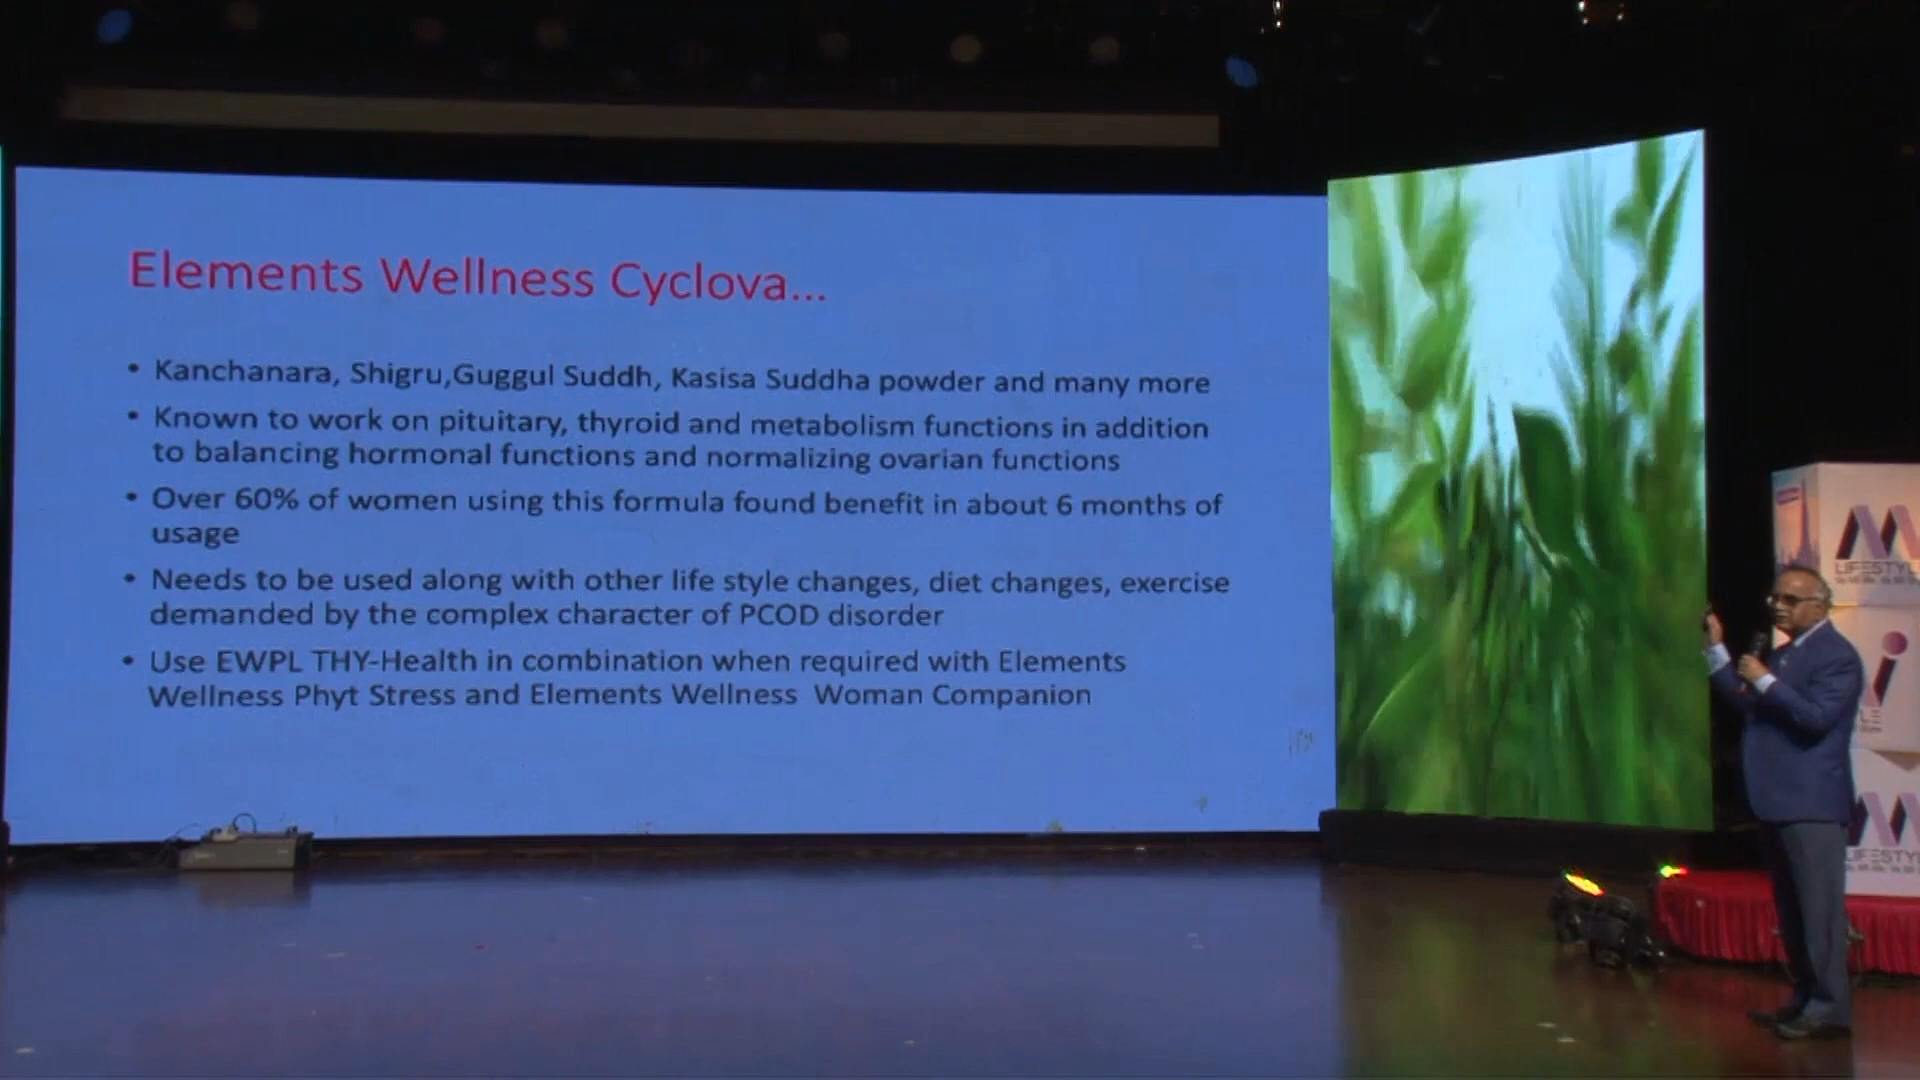 Elements Wellness Cyclova...
• Kanchanara, Shigru,Guggul Suddh, Kasisa Suddha powder and many more
• Known to work on pituitary, thyroid and metabolism functions in addition
to balancing hormonal functions and normalizing ovarian functions
• Over 60% of women using this formula found benefit in about 6 months of
usage
• Needs to be used along with other life style changes, diet changes, exercise
demanded by the complex character of PCOD disorder
• Use EWPL THY-Health in combination when required with Elements
Wellness Phyt Stress and Elements Wellness Woman Companion
LIFESTYL
LIFESTY